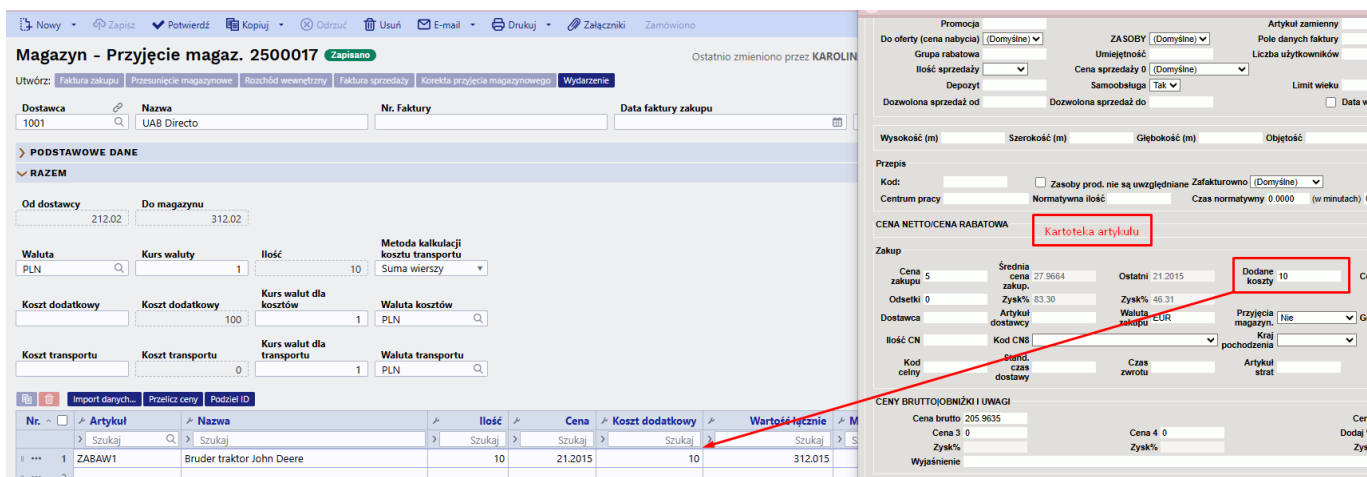 Nowy Zapisz Potwierdź Kopiuj Odrzuć Usuń E-mail Drukuj Załączniki Zamówiono
Magazyn - Przyjęcie magaz. 2500017 Zapisano Ostatnio zmieniono przez KAROLIN
Utwórz: Faktura zakupu Przesunięcie magazynowe Rozchód wewnętrzny Faktura sprzedaży Korekta przyjęcia magazynowego Wydarzenie
Dostawca Nazwa Nr. Faktury Data faktury zakupu
1001 UAB Directo
PODSTAWOWE DANE
RAZEM
Od dostawcy Do magazynu
212.02 312.02
Waluta Kurs waluty Ilość Metoda kalkulacji kosztu transportu
PLN 1 10 Suma wierszy
Koszt dodatkowy Koszt dodatkowy Kurs walut dla kosztów Waluta kosztów
100 1 PLN
Koszt transportu Koszt transportu Kurs walut dla transportu Waluta transportu
0 1 PLN
Import danych... Przelicz ceny Podziel ID
Nr. Artykuł Nazwa Ilość Cena Koszt dodatkowy Wartość łącznie M
Szukaj Szukaj Szukaj Szukaj Szukaj Szukaj S
1 ZABAW1 Bruder traktor John Deere 10 21.2015 10 312.015
Promocja Artykuł zamienny
Do oferty (cena nabycia) (Domyślne) ZASOBY (Domyślne) Pole danych faktury
Grupa rabatowa Umiejętność Liczba użytkowników
Ilość sprzedaży Cena sprzedaży 0 (Domyślne)
Depozyt Samoobsługa Tak Limit wieku
Dozwolona sprzedaż od Dozwolona sprzedaż do Data w
Wysokość (m) Szerokość (m) Głębokość (m) Objętość
Przepis
Kod: Zasoby prod. nie są uwzględniane Zafakturowno (Domyślne)
Centrum pracy Normatywna ilość Czas normatywny 0.0000 (w minutach)
CENA NETTO/CENA RABATOWA
Kartoteka artykułu
Zakup
Cena zakupu 5 Średnia cena zakup. 27.9664 Ostatni 21.2015 Dodane koszty 10
Odsetki 0 Zysk% 83.30 Zysk% 46.31
Dostawca Artykuł dostawcy Waluta zakupu EUR Przyjęcia magazyn. Nie
Ilość CN Kod CN8 Kraj pochodzenia
Kod celny Stand. czas dostawy Czas zwrotu Artykuł strat
CENY BRUTTO|OBNIŻKI I UWAGI
Cena brutto 205.9635
Cena 3 0 Cena 4 0 Dodaj
Zysk% Zysk%
Wyjaśnienie